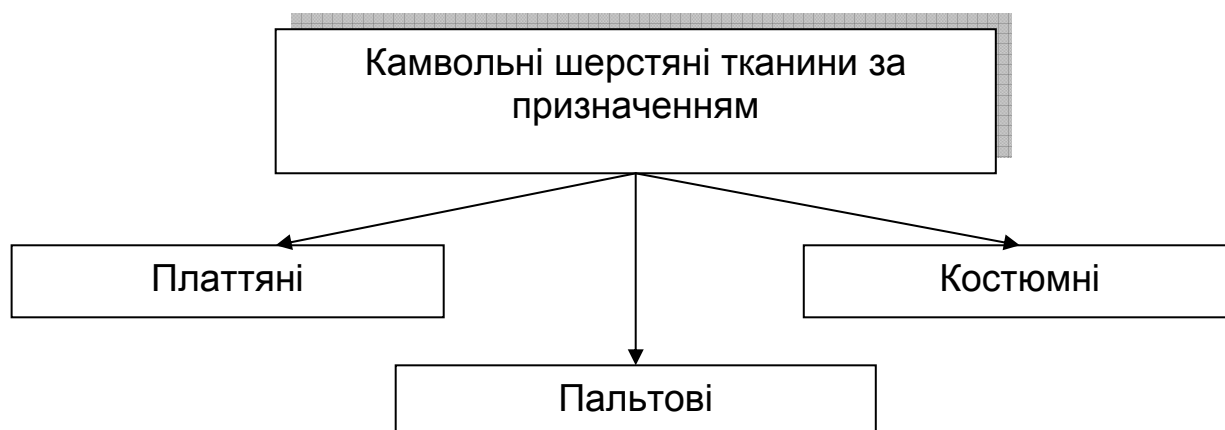 Камвольні шерстяні тканини за
призначенням
Платтяні
Костюмні
Пальтові